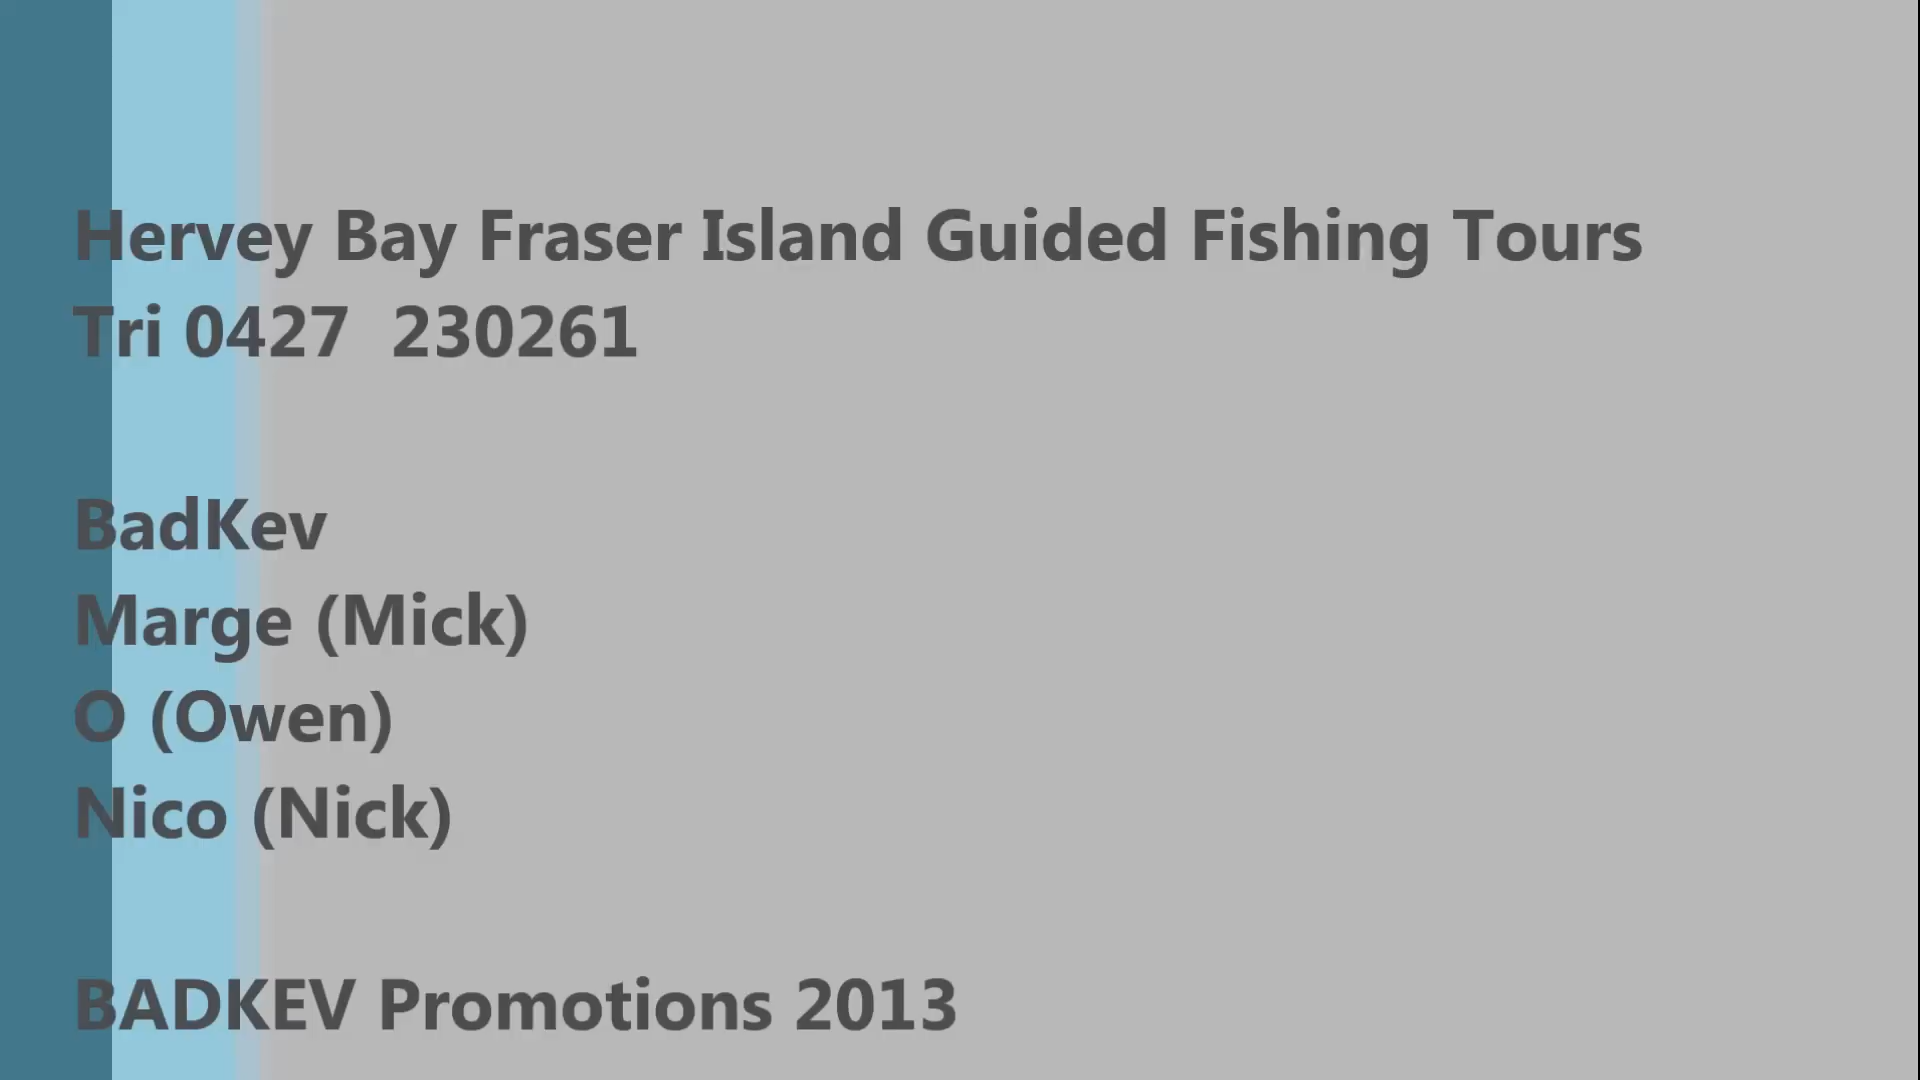 Hervey Bay Fraser Island Guided Fishing Tours
Tri 0427  230261
BadKev
Marge (Mick)
O (Owen)
Nico (Nick)
BADKEV Promotions 2013